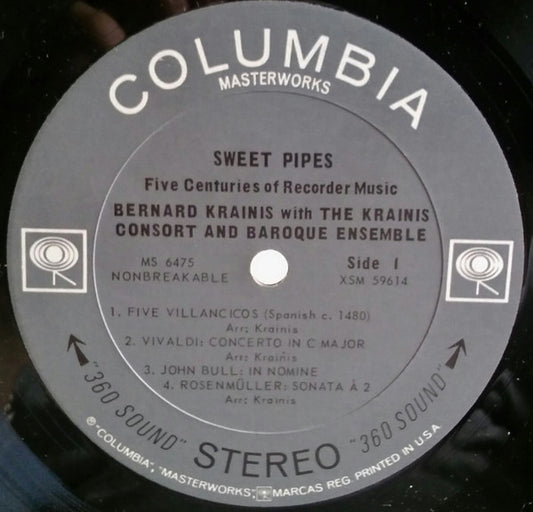 COLUMBIA
MASTERWORKS
SWEET PIPES
Five Centuries of Recorder Music
BERNARD KRAINIS with THE KRAINIS
CONSORT AND BAROQUE ENSEMBLE
MS 6475
NONBREAKABLE
Side 1
XSM 59614
1. FIVE VILLANCICOS (Spanish c. 1480)
Arr: Krainis
2. VIVALDI: CONCERTO IN C MAJOR
Arr: Krainis
3. JOHN BULL: IN NOMINE
4. ROSENMÜLLER: SONATA À 2
Arr: Krainis
"360 SOUND" STEREO "360 SOUND"
® "COLUMBIA", "MASTERWORKS", MARCAS REG. PRINTED IN U.S.A.